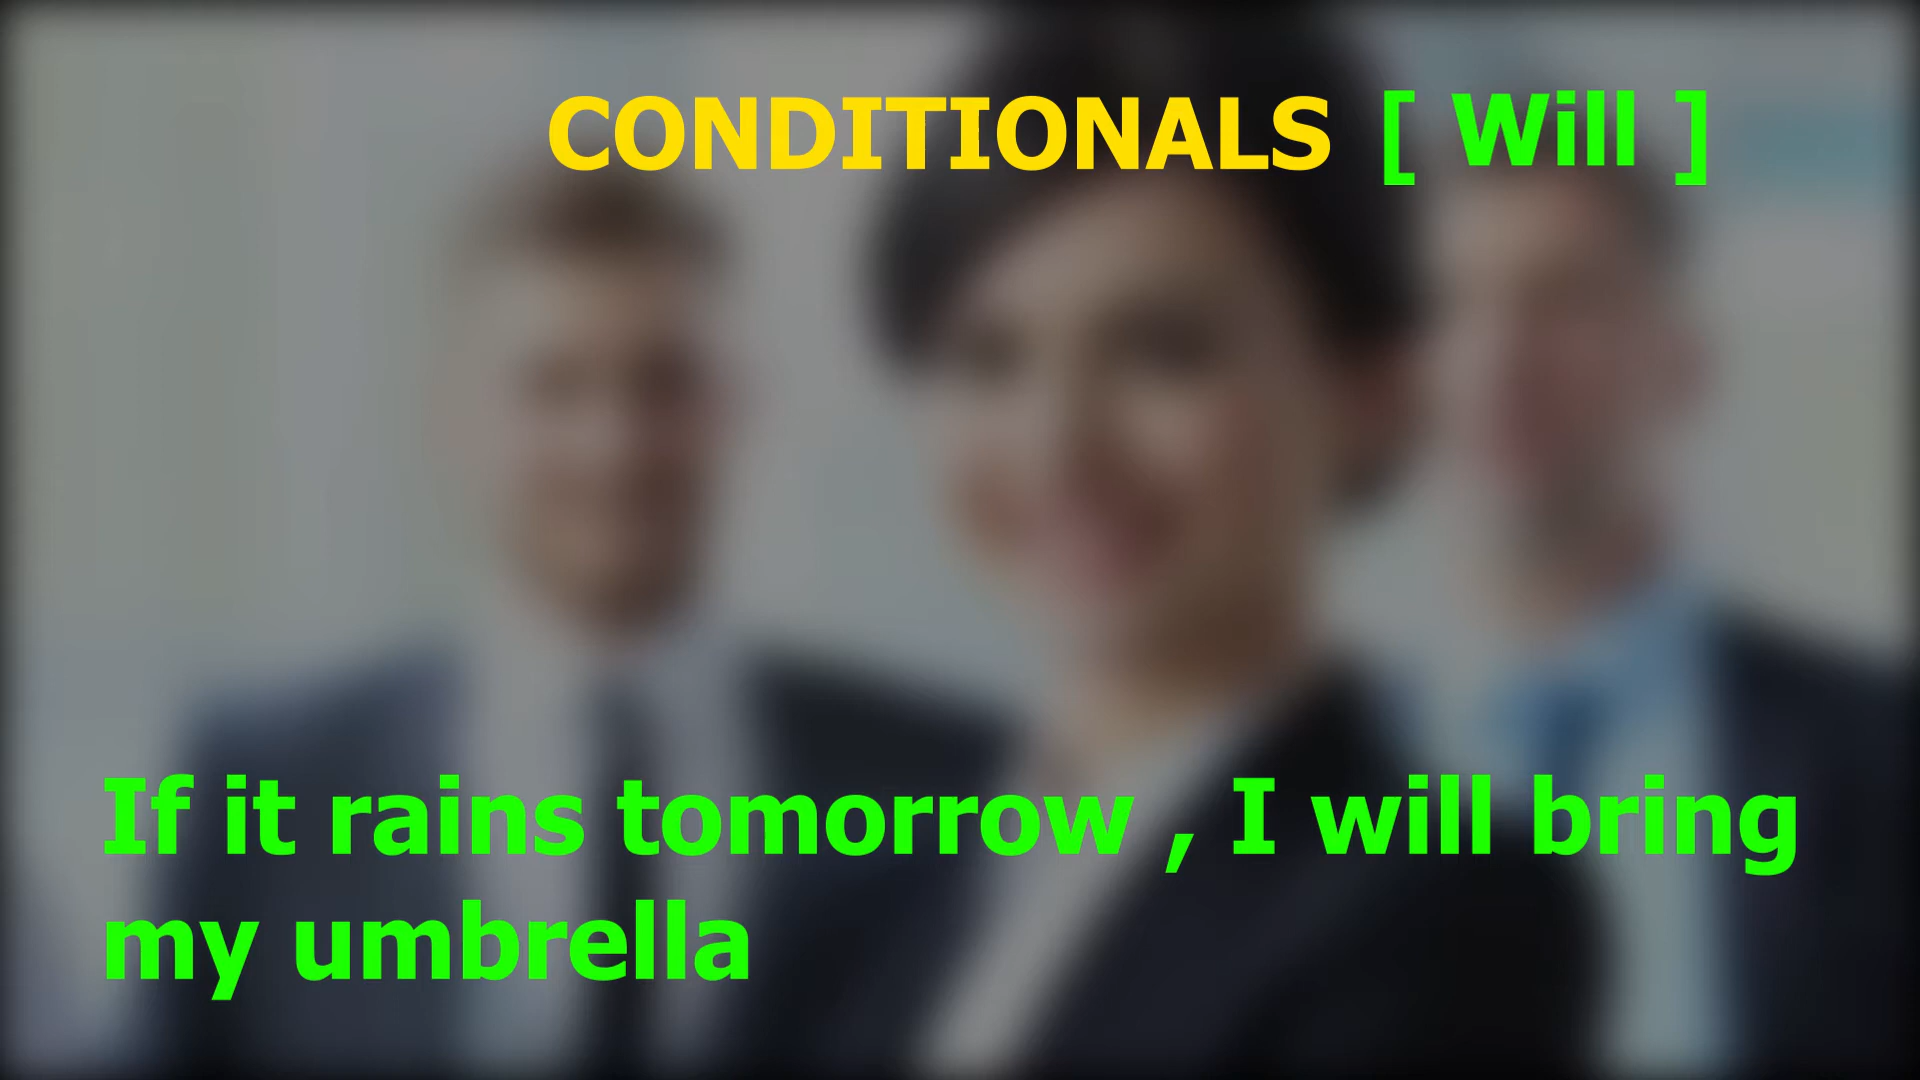 CONDITIONALS [ Will ]
If it rains tomorrow , I will bring
my umbrella